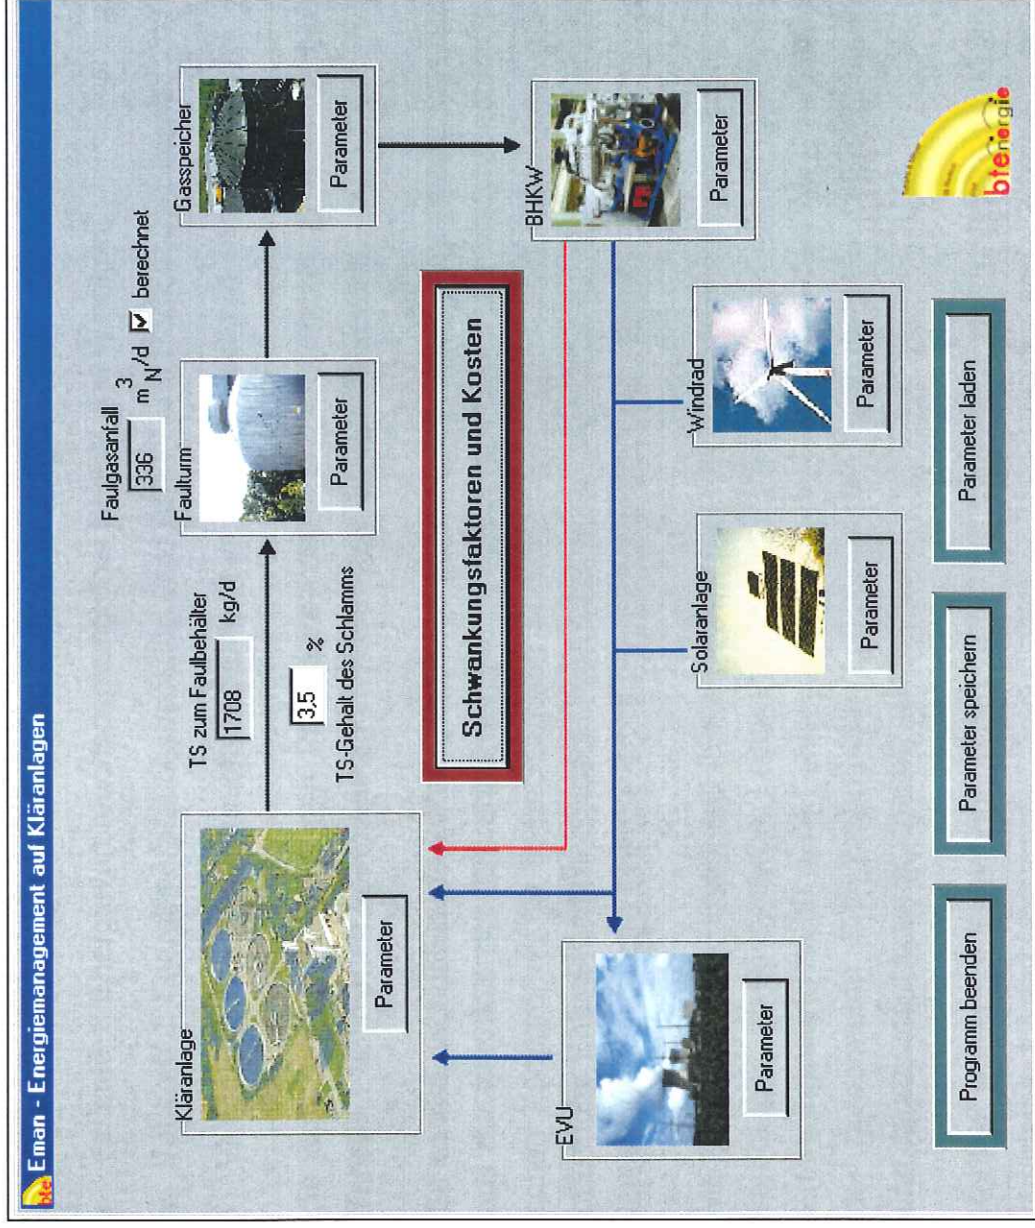 bte Eman - Energiemanagement auf Kläranlagen
Kläranlage
Parameter
TS zum Faulbehälter
1708 kg/d
3.5 %
TS-Gehalt des Schlamms
Faulgasanfall
336 m³N/d berechnet
Faulturm
Parameter
Gasspeicher
Parameter
Schwankungsfaktoren und Kosten
EVU
Parameter
Solaranlage
Parameter
Windrad
Parameter
BHKW
Parameter
Programm beenden
Parameter speichern
Parameter laden
btenergie